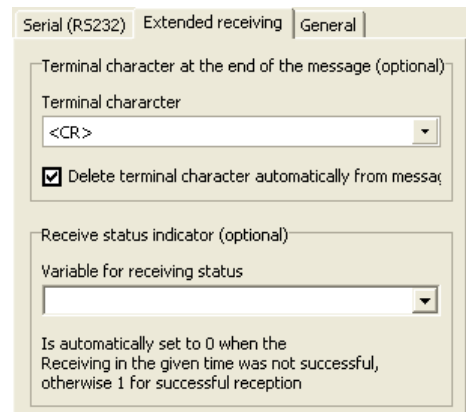 Serial (RS232) Extended receiving General
Terminal character at the end of the message (optional)
Terminal chararcter
<CR>
Delete terminal character automatically from messag
Receive status indicator (optional)
Variable for receiving status
Is automatically set to 0 when the
Receiving in the given time was not successful,
otherwise 1 for successful reception